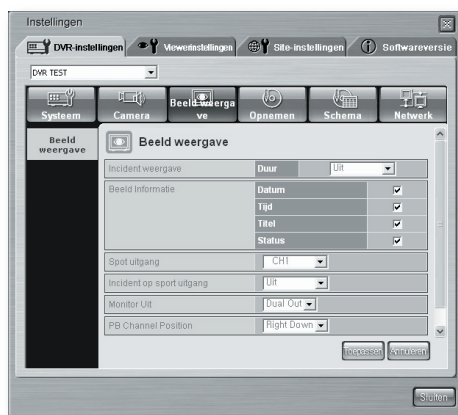 Instellingen
DVR-instellingen Viewerinstellingen Site-instellingen Softwareversie
DVR TEST
Systeem Camera Beeld weerga ve Opnemen Schema Netwerk
Beeld weergave
Beeld weergave
Incident weergave Duur Uit
Beeld Informatie Datum
Tijd
Titel
Status
Spot uitgang CH1
Incident op sport uitgang Uit
Monitor Uit Dual Out
PB Channel Position Right Down
Toepassen Annuleren
Sluiten